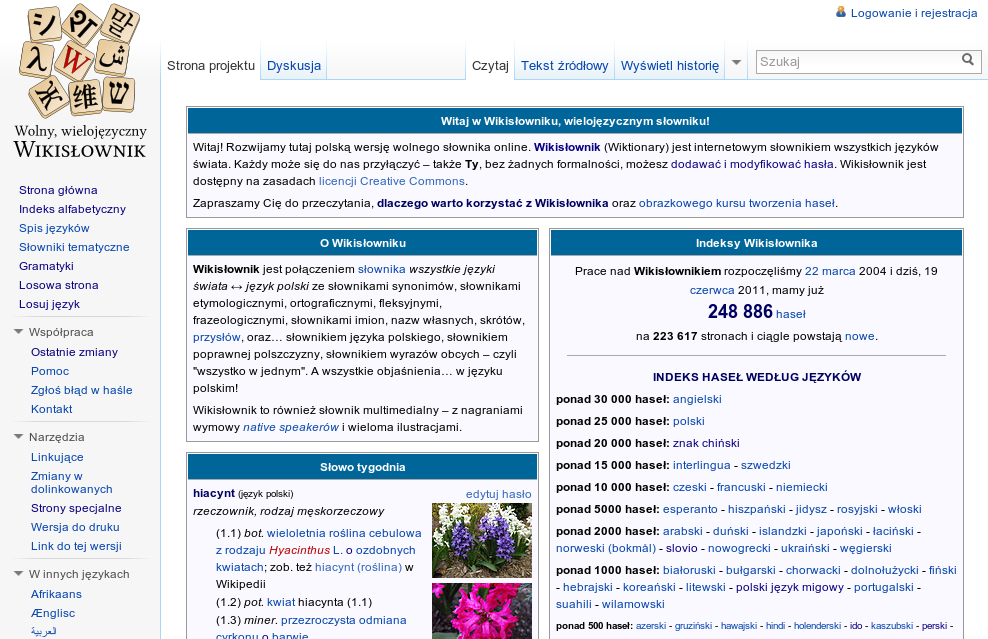 Logowanie i rejestracja
Strona projektu
Dyskusja
Czytaj
Tekst źródłowy
Wyświetl historię
Szukaj
シ
말
λ
W
ش
维
ש
Wolny, wielojęzyczny
WIKISŁOWNIK
Strona główna
Indeks alfabetyczny
Spis języków
Słowniki tematyczne
Gramatyki
Losowa strona
Losuj język
Współpraca
Ostatnie zmiany
Pomoc
Zgłoś błąd w haśle
Kontakt
Narzędzia
Linkujące
Zmiany w
dolinkowanych
Strony specjalne
Wersja do druku
Link do tej wersji
W innych językach
Afrikaans
Ænglisc
العربية
Witaj w Wikisłowniku, wielojęzycznym słowniku!
Witaj! Rozwijamy tutaj polską wersję wolnego słownika online. Wikisłownik (Wiktionary) jest internetowym słownikiem wszystkich języków
świata. Każdy może się do nas przyłączyć – także Ty, bez żadnych formalności, możesz dodawać i modyfikować hasła. Wikisłownik jest
dostępny na zasadach licencji Creative Commons.
Zapraszamy Cię do przeczytania, dlaczego warto korzystać z Wikisłownika oraz obrazkowego kursu tworzenia haseł.
O Wikisłowniku
Wikisłownik jest połączeniem słownika wszystkie języki
świata ↔ język polski ze słownikami synonimów, słownikami
etymologicznymi, ortograficznymi, fleksyjnymi,
frazeologicznymi, słownikami imion, nazw własnych, skrótów,
przysłów, oraz… słownikiem języka polskiego, słownikiem
poprawnej polszczyzny, słownikiem wyrazów obcych – czyli
"wszystko w jednym". A wszystkie objaśnienia… w języku
polskim!
Wikisłownik to również słownik multimedialny – z nagraniami
wymowy native speakerów i wieloma ilustracjami.
Słowo tygodnia
hiacynt (język polski)
edytuj hasło
rzeczownik, rodzaj męskorzeczowy
(1.1) bot. wieloletnia roślina cebulowa
z rodzaju Hyacinthus L. o ozdobnych
kwiatach; zob. też hiacynt (roślina) w
Wikipedii
(1.2) pot. kwiat hiacynta (1.1)
(1.3) miner. przezroczysta odmiana
cyrkonu o barwie
Indeksy Wikisłownika
Prace nad Wikisłownikiem rozpoczęliśmy 22 marca 2004 i dziś, 19
czerwca 2011, mamy już
248 886 haseł
na 223 617 stronach i ciągle powstają nowe.
INDEKS HASEŁ WEDŁUG JĘZYKÓW
ponad 30 000 haseł: angielski
ponad 25 000 haseł: polski
ponad 20 000 haseł: znak chiński
ponad 15 000 haseł: interlingua - szwedzki
ponad 10 000 haseł: czeski - francuski - niemiecki
ponad 5000 haseł: esperanto - hiszpański - jidysz - rosyjski - włoski
ponad 2000 haseł: arabski - duński - islandzki - japoński - łaciński -
norweski (bokmål) - slovio - nowogrecki - ukraiński - węgierski
ponad 1000 haseł: białoruski - bułgarski - chorwacki - dolnołużycki - fiński
- hebrajski - koreański - litewski - polski język migowy - portugalski -
suahili - wilamowski
ponad 500 haseł: azerski - gruziński - hawajski - hindi - holenderski - ido - kaszubski - perski -